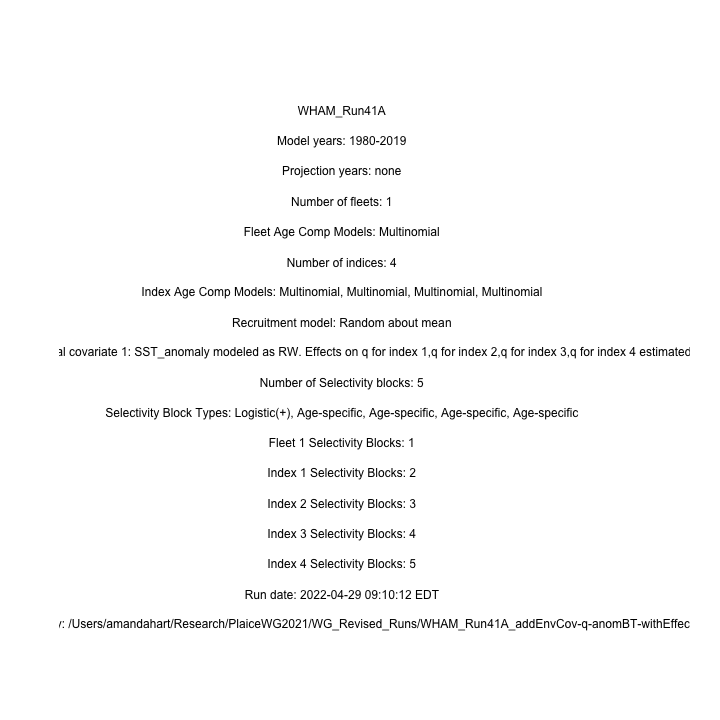 WHAM_Run41A
Model years: 1980-2019
Projection years: none
Number of fleets: 1
Fleet Age Comp Models: Multinomial
Number of indices: 4
Index Age Comp Models: Multinomial, Multinomial, Multinomial, Multinomial
Recruitment model: Random about mean
al covariate 1: SST_anomaly modeled as RW. Effects on q for index 1,q for index 2,q for index 3,q for index 4 estimated
Number of Selectivity blocks: 5
Selectivity Block Types: Logistic(+), Age-specific, Age-specific, Age-specific, Age-specific
Fleet 1 Selectivity Blocks: 1
Index 1 Selectivity Blocks: 2
Index 2 Selectivity Blocks: 3
Index 3 Selectivity Blocks: 4
Index 4 Selectivity Blocks: 5
Run date: 2022-04-29 09:10:12 EDT
: /Users/amandahart/Research/PlaiceWG2021/WG_Revised_Runs/WHAM_Run41A_addEnvCov-q-anomBT-withEffec